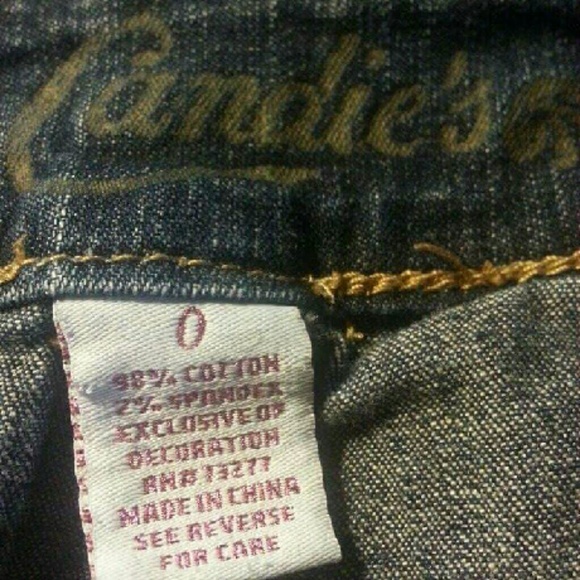 Candie's
0
98% COTTON
2% SPANDEX
EXCLUSIVE OF
DECORATION
RN# 73277
MADE IN CHINA
SEE REVERSE
FOR CARE